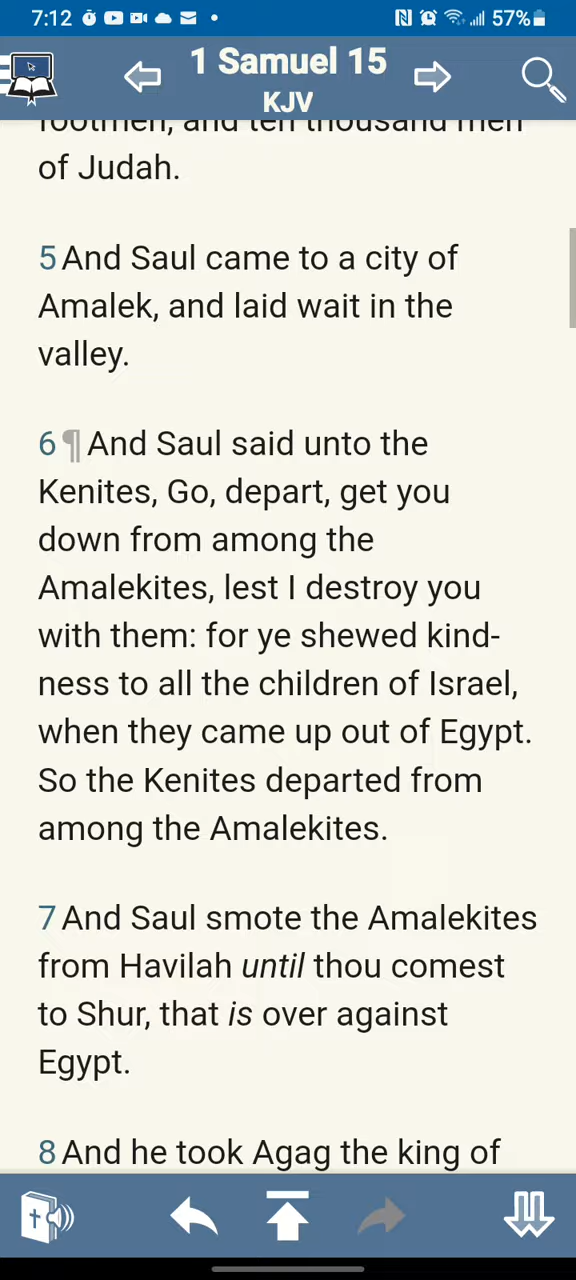 7:12
57%
1 Samuel 15
KJV
footmen, and ten thousand men
of Judah.
5 And Saul came to a city of
Amalek, and laid wait in the
valley.
6 ¶ And Saul said unto the
Kenites, Go, depart, get you
down from among the
Amalekites, lest I destroy you
with them: for ye shewed kind-
ness to all the children of Israel,
when they came up out of Egypt.
So the Kenites departed from
among the Amalekites.
7 And Saul smote the Amalekites
from Havilah until thou comest
to Shur, that is over against
Egypt.
8 And he took Agag the king of